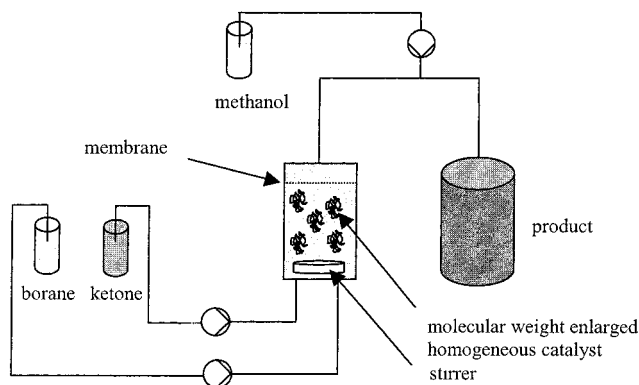 methanol
membrane
borane
ketone
product
molecular weight enlarged
homogeneous catalyst
stirrer